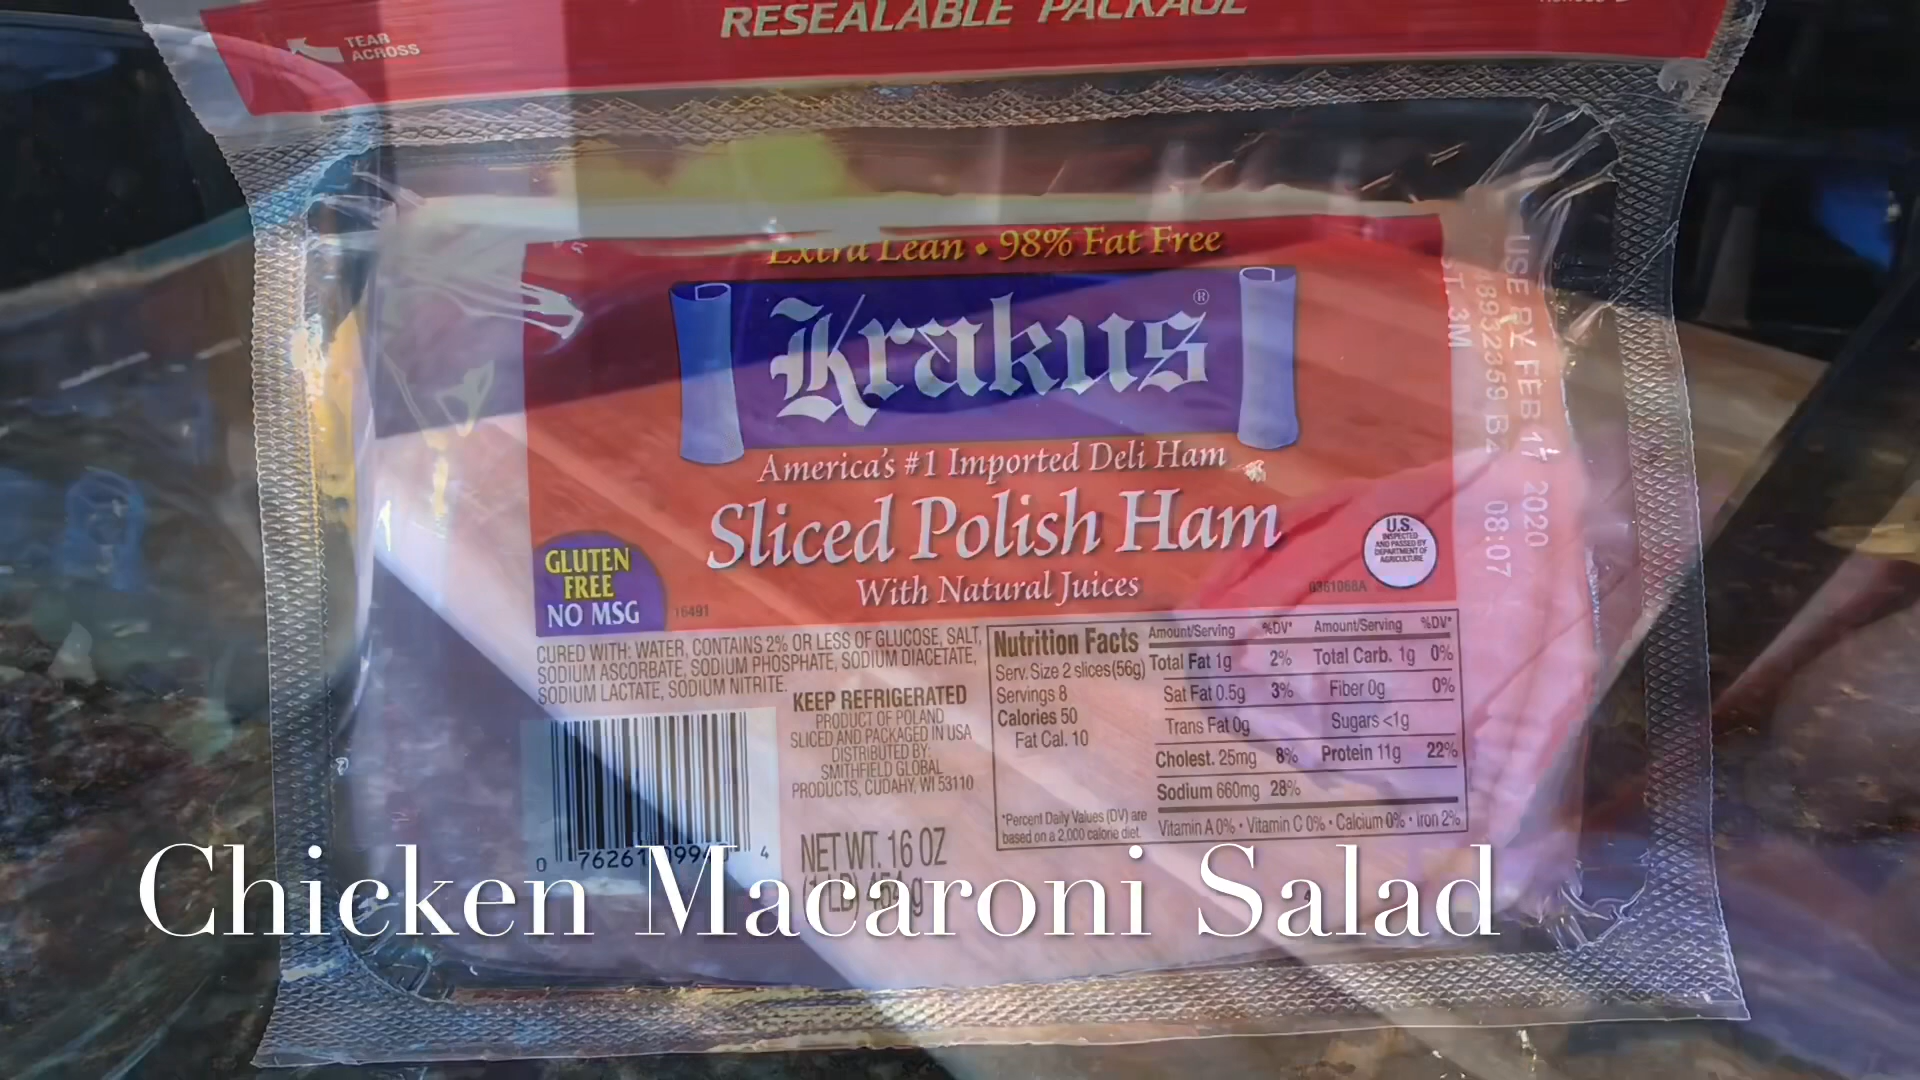 RESEALABLE PACKAGE
TEAR
ACROSS
Extra Lean • 98% Fat Free
Krakus®
America's #1 Imported Deli Ham
Sliced Polish Ham
With Natural Juices
GLUTEN
FREE
NO MSG
16491
U.S.
INSPECTED
AND PASSED BY
DEPARTMENT OF
AGRICULTURE
0361068A
USE BY FEB 17 2020
08:07
ST. 3M
CURED WITH: WATER, CONTAINS 2% OR LESS OF GLUCOSE, SALT,
SODIUM ASCORBATE, SODIUM PHOSPHATE, SODIUM DIACETATE,
SODIUM LACTATE, SODIUM NITRITE.
KEEP REFRIGERATED
PRODUCT OF POLAND
SLICED AND PACKAGED IN USA
DISTRIBUTED BY:
SMITHFIELD GLOBAL
PRODUCTS, CUDAHY, WI 53110
NET WT. 16 OZ
(1 LB) 454 g
Nutrition Facts
Serv. Size 2 slices (56g)
Servings 8
Calories 50
Fat Cal. 10
*Percent Daily Values (DV) are
based on a 2,000 calorie diet.
Amount/Serving %DV* Amount/Serving %DV*
Total Fat 1g 2% Total Carb. 1g 0%
Sat Fat 0.5g 3% Fiber 0g 0%
Trans Fat 0g Sugars <1g
Cholest. 25mg 8% Protein 11g 22%
Sodium 660mg 28%
Vitamin A 0% • Vitamin C 0% • Calcium 0% • Iron 2%
Chicken Macaroni Salad